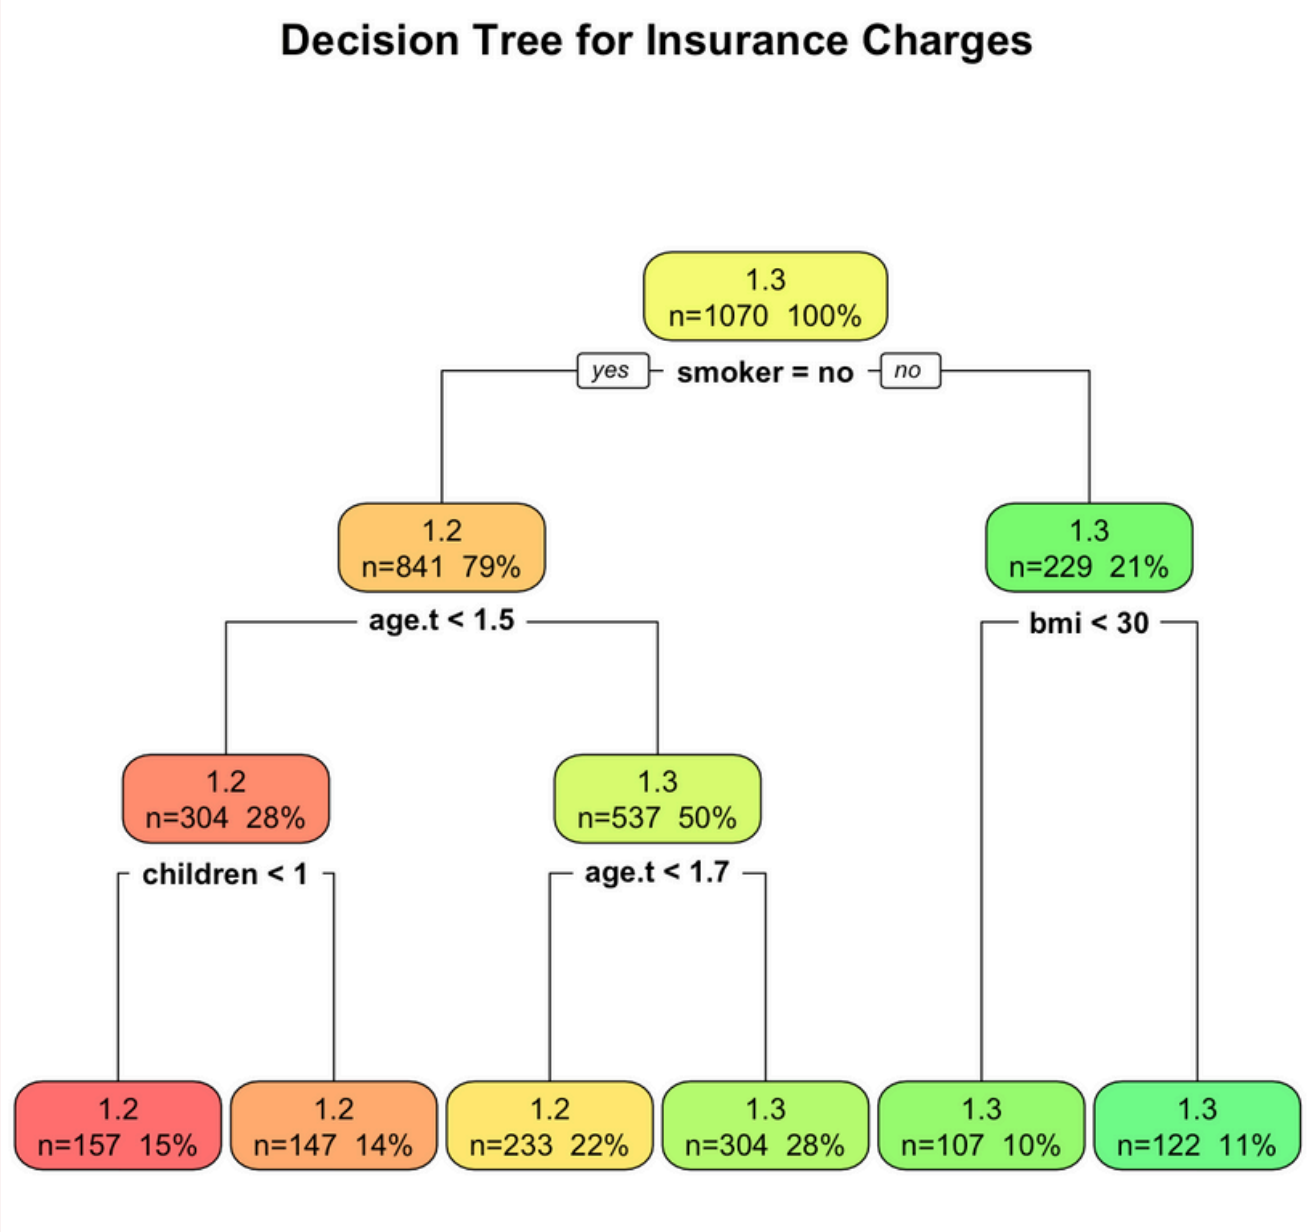 Decision Tree for Insurance Charges
1.3
n=1070 100%
yes smoker = no no
1.2
n=841 79%
1.3
n=229 21%
age.t < 1.5
bmi < 30
1.2
n=304 28%
1.3
n=537 50%
children < 1
age.t < 1.7
1.2
n=157 15%
1.2
n=147 14%
1.2
n=233 22%
1.3
n=304 28%
1.3
n=107 10%
1.3
n=122 11%